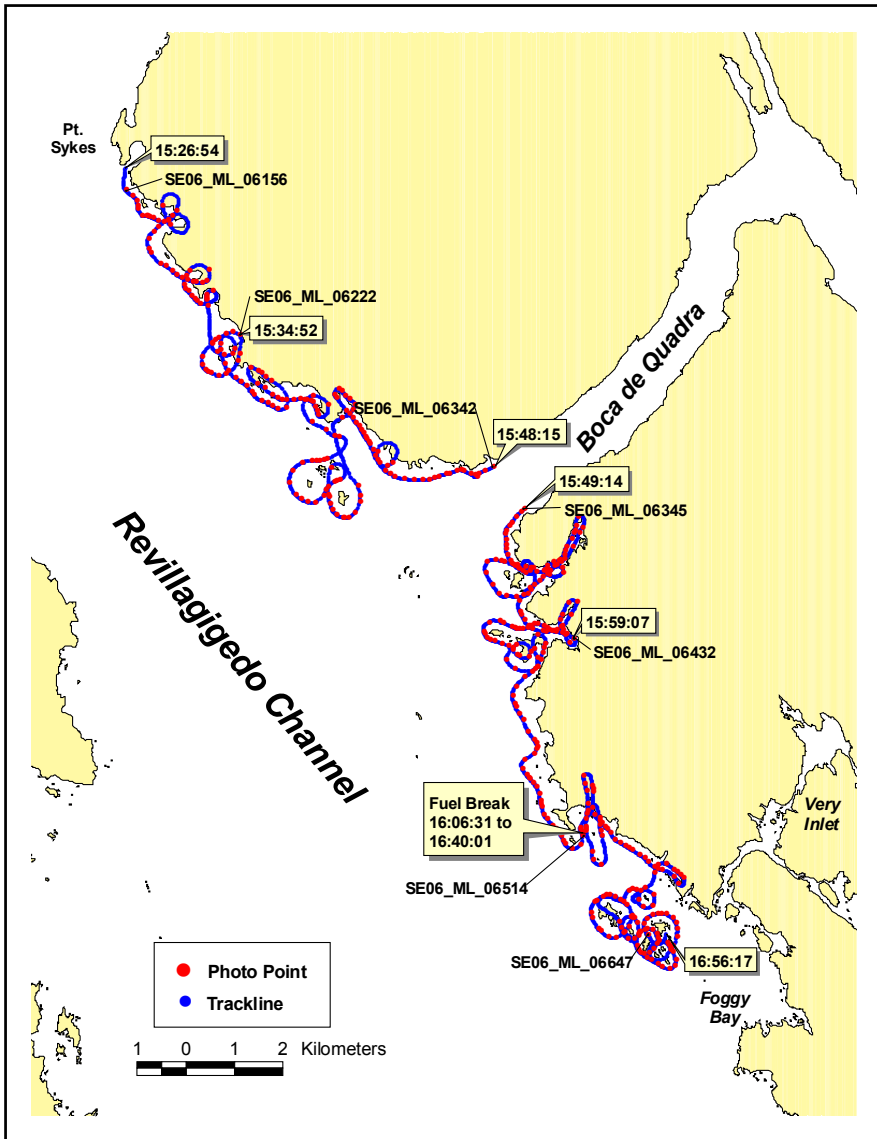 Pt.
Sykes
15:26:54
SE06_ML_06156
SE06_ML_06222
15:34:52
SE06_ML_06342
15:48:15
Boca de Quadra
15:49:14
SE06_ML_06345
Revillagigedo Channel
15:59:07
SE06_ML_06432
Fuel Break
16:06:31 to
16:40:01
Very
Inlet
SE06_ML_06514
SE06_ML_06647
16:56:17
Foggy
Bay
Photo Point
Trackline
1 0 1 2 Kilometers